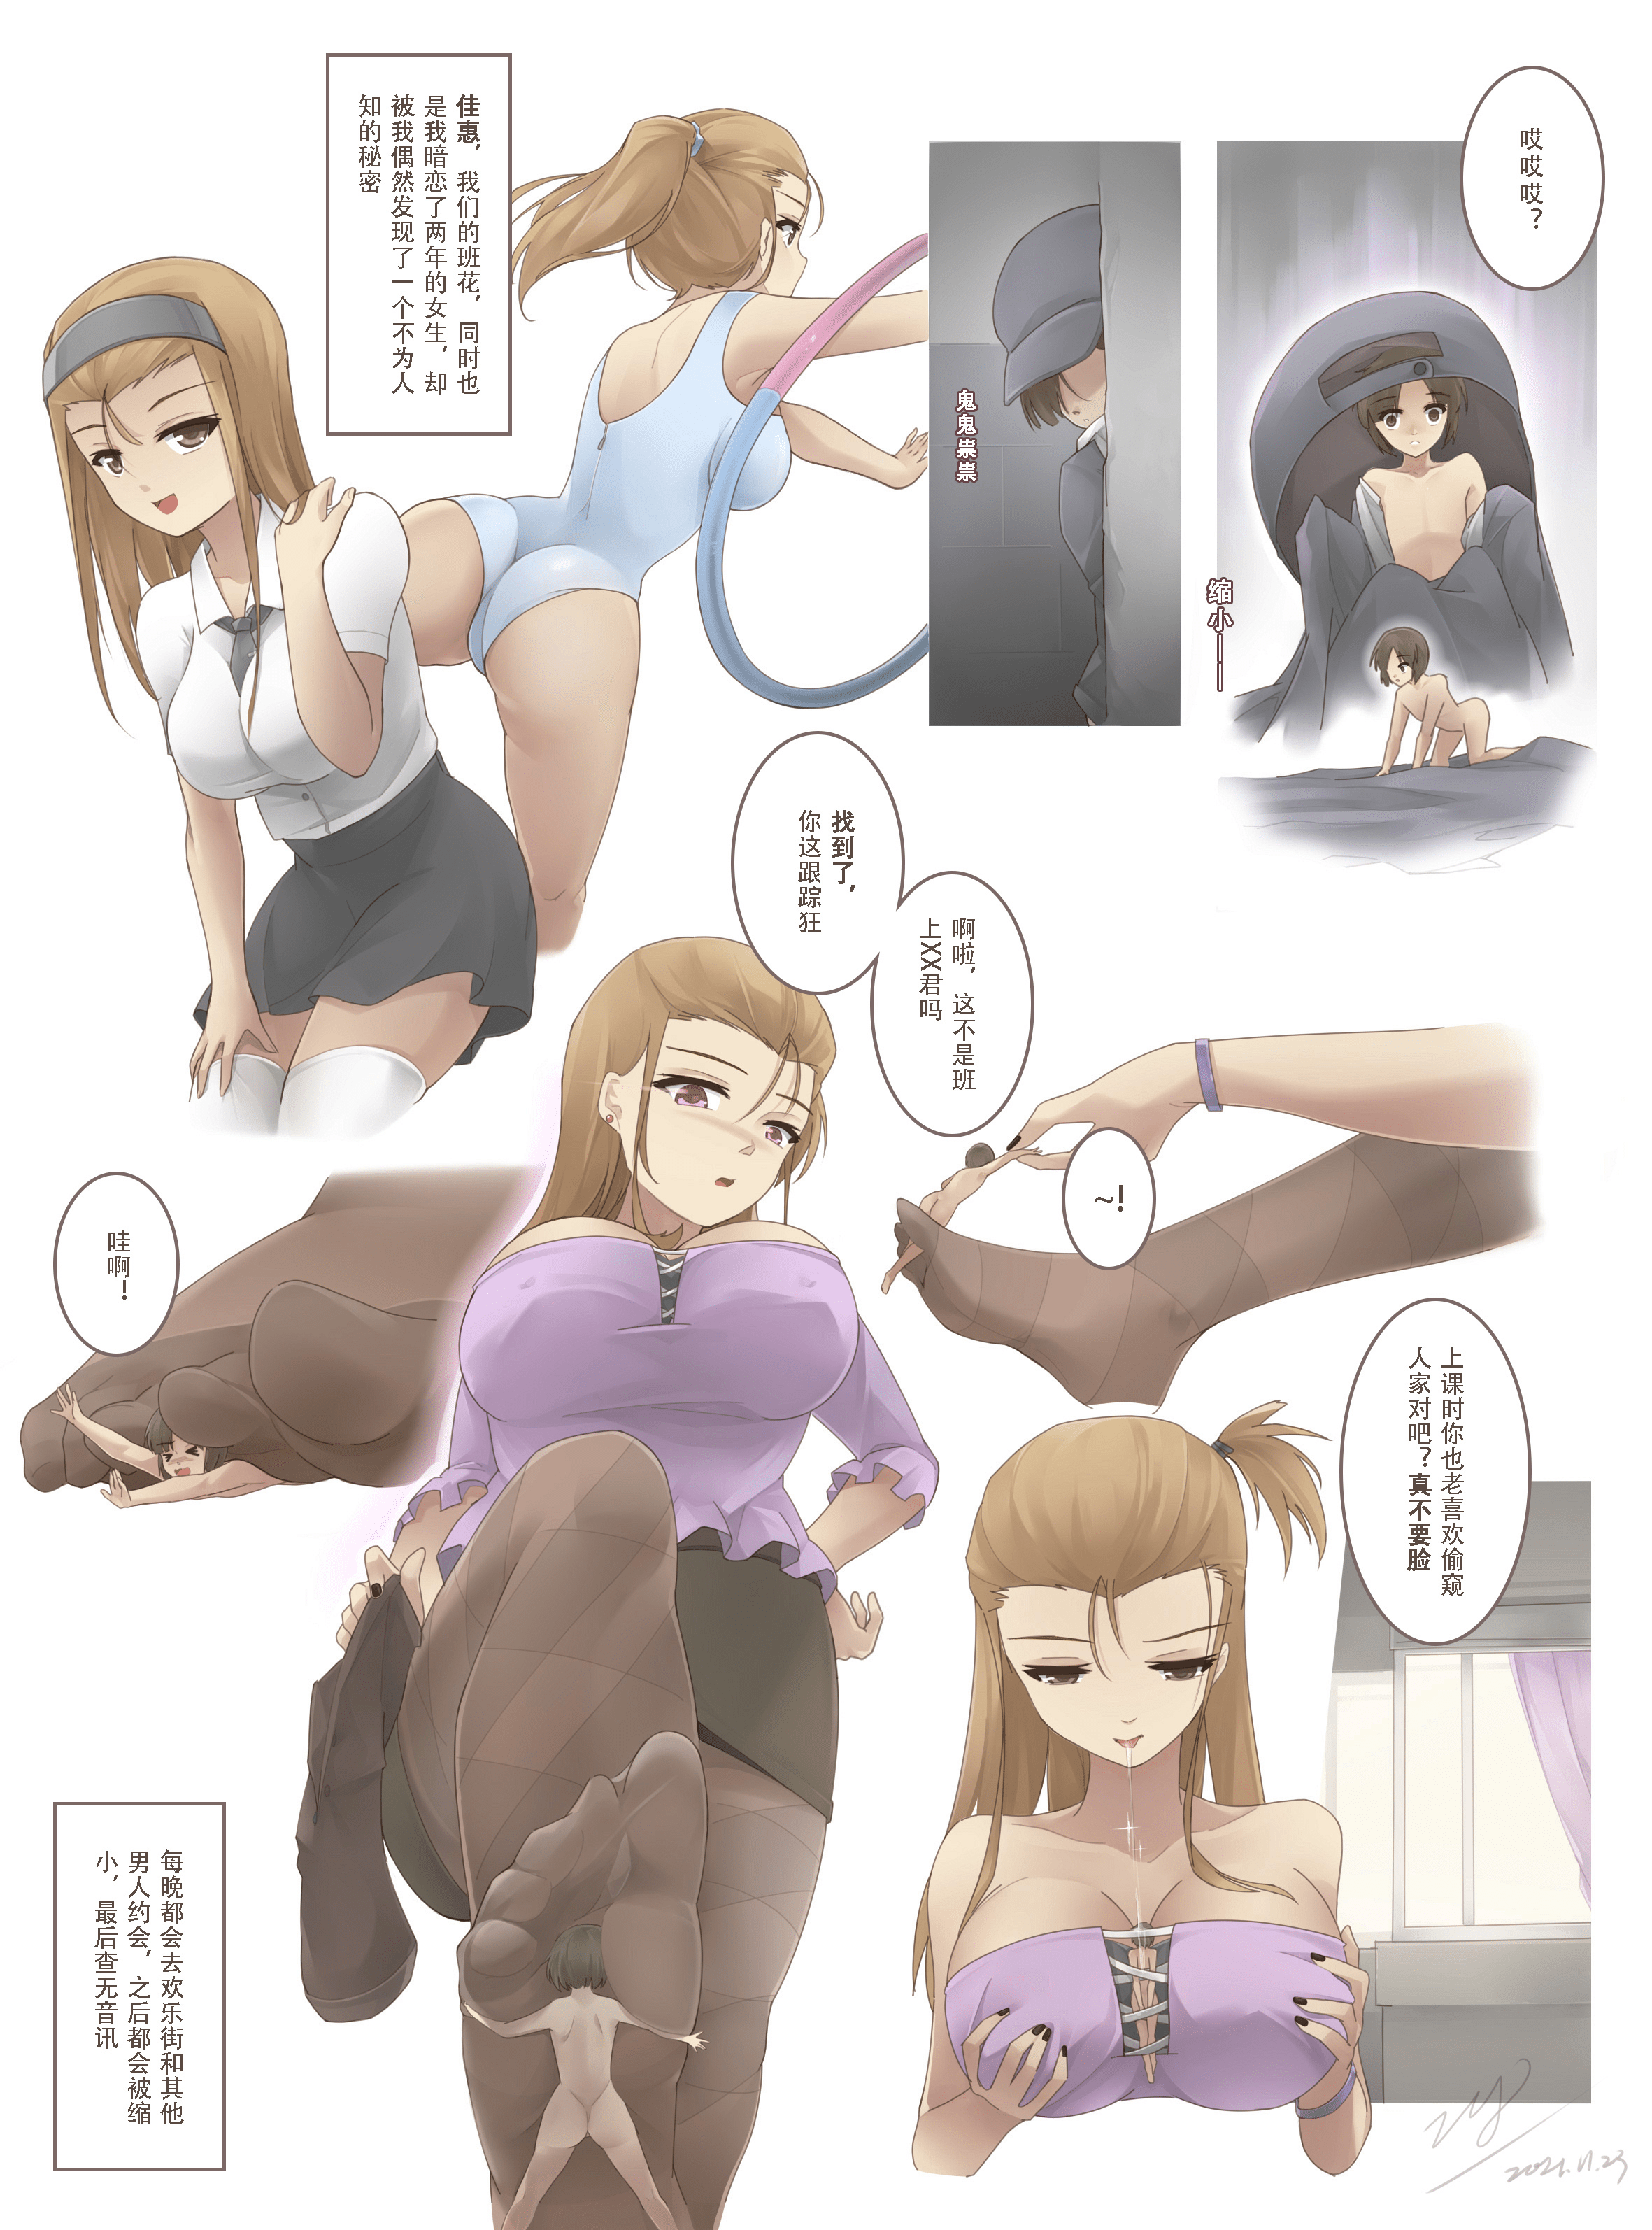 佳惠，我们的班花，同时也
是我暗恋了两年的女生，却
被我偶然发现了一个不为人
知的秘密
鬼鬼祟祟
哎哎哎？
缩小——
找到了，
你这跟踪狂
啊啦，这不是班
上XX君吗
~!
哇啊！
上课时你也老喜欢偷窥
人家对吧？真不要脸
每晚都会去欢乐街和其他
男人约会，之后都会被缩
小，最后查无音讯
2021.11.23